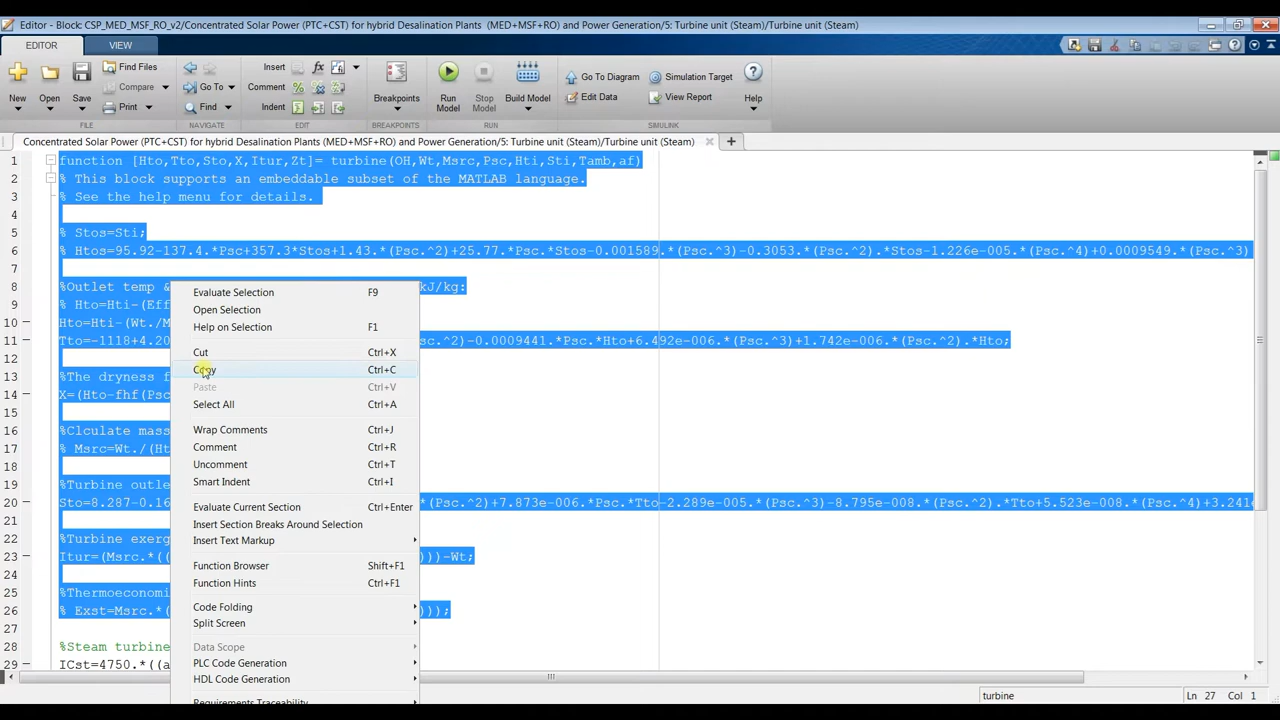 Editor - Block: CSP_MED_MSF_RO_v2/Concentrated Solar Power (PTC+CST) for hybrid Desalination Plants (MED+MSF+RO) and Power Generation/5: Turbine unit (Steam)/Turbine unit (Steam)
EDITOR VIEW
New Open Save
Find Files
Compare
Print
FILE
Go To
Find
NAVIGATE
Insert
Comment
Indent
EDIT
Breakpoints
BREAKPOINTS
Run Model
Stop Model
Build Model
RUN
Go To Diagram
Edit Data
Simulation Target
View Report
SIMULINK
Help
Concentrated Solar Power (PTC+CST) for hybrid Desalination Plants (MED+MSF+RO) and Power Generation/5: Turbine unit (Steam)/Turbine unit (Steam)
1 function [Hto,Tto,Sto,X,Itur,Zt]= turbine(OH,Wt,Msrc,Psc,Hti,Sti,Tamb,af)
2 % This block supports an embeddable subset of the MATLAB language.
3 % See the help menu for details.
4
5 % Stos=Sti;
6 % Htos=95.92-137.4.*Psc+357.3*Stos+1.43.*(Psc.^2)+25.77.*Psc.*Stos-0.001589.*(Psc.^3)-0.3053.*(Psc.^2).*Stos-1.226e-005.*(Psc.^4)+0.0009549.*(Psc.^3)
7
8 %Outlet temp & kJ/kg:
9 % Hto=Hti-(Eff
10 Hto=Hti-(Wt./M
11 Tto=-1118+4.20 sc.^2)-0.0009441.*Psc.*Hto+6.492e-006.*(Psc.^3)+1.742e-006.*(Psc.^2).*Hto;
12
13 %The dryness f
14 X=(Hto-fhf(Psc
15
16 %Clculate mass
17 % Msrc=Wt./(Ht
18
19 %Turbine outle
20 Sto=8.287-0.16 *(Psc.^2)+7.873e-006.*Psc.*Tto-2.289e-005.*(Psc.^3)-8.795e-008.*(Psc.^2).*Tto+5.523e-008.*(Psc.^4)+3.241
21
22 %Turbine exerg
23 Itur=(Msrc.*(( )))-Wt;
24
25 %Thermoeconomi
26 % Exst=Msrc.*( )));
27
28 %Steam turbine
29 ICst=4750.*((a
Evaluate Selection F9
Open Selection
Help on Selection F1
Cut Ctrl+X
Copy Ctrl+C
Paste Ctrl+V
Select All Ctrl+A
Wrap Comments Ctrl+J
Comment Ctrl+R
Uncomment Ctrl+T
Smart Indent Ctrl+I
Evaluate Current Section Ctrl+Enter
Insert Section Breaks Around Selection
Insert Text Markup
Function Browser Shift+F1
Function Hints Ctrl+F1
Code Folding
Split Screen
Data Scope
PLC Code Generation
HDL Code Generation
Requirements Traceability
turbine Ln 27 Col 1